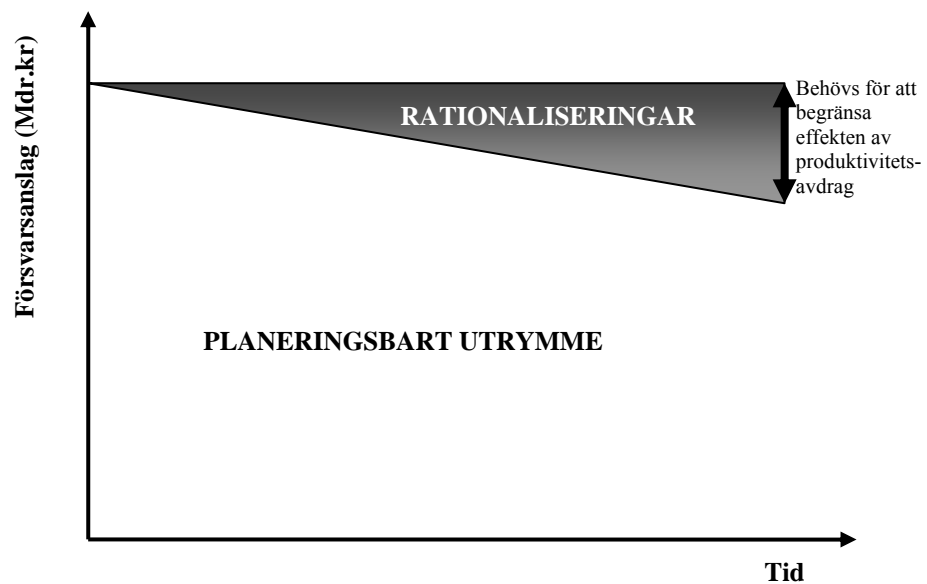 Försvarsanslag (Mdr.kr)
RATIONALISERINGAR
Behövs för att
begränsa
effekten av
produktivitets-
avdrag
PLANERINGSBART UTRYMME
Tid